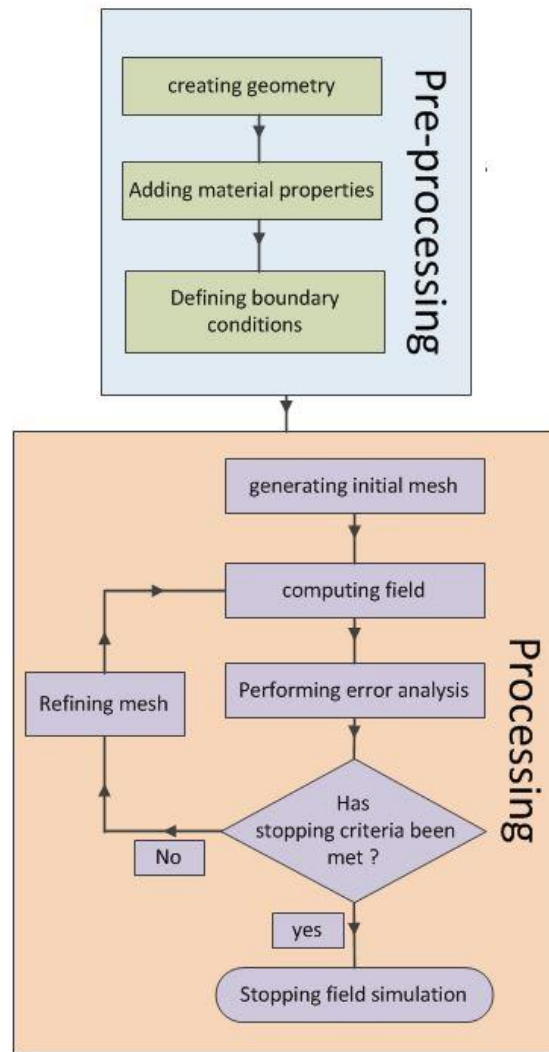 creating geometry
Adding material properties
Defining boundary
conditions
Pre-processing
generating initial mesh
computing field
Performing error analysis
Refining mesh
Has
stopping criteria been
met ?
No
yes
Stopping field simulation
Processing